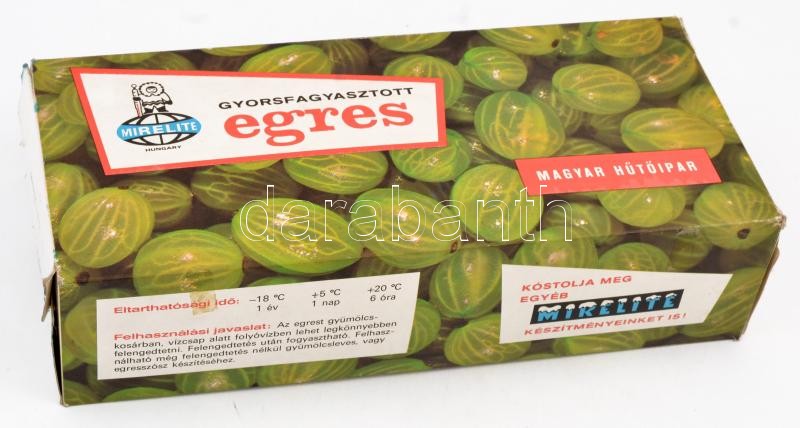 GYORSFAGYASZTOTT
egres
MIRELITE
HUNGARY
MAGYAR HŰTŐIPAR
darabanth
Eltarthatósági idő: -18 °C +5 °C +20 °C
1 év 1 nap 6 óra
Felhasználási javaslat: Az egrest gyümölcs-
kosárban, vízcsap alatt folyóvízben lehet legkönnyebben
felengedtetni. Felengedtetés után fogyasztható. Felhasz-
nálható még felengedtetés nélkül gyümölcsleves, vagy
egresszósz készítéséhez.
KÓSTOLJA MEG
EGYÉB
MIRELITE
KÉSZÍTMÉNYEINKET IS!